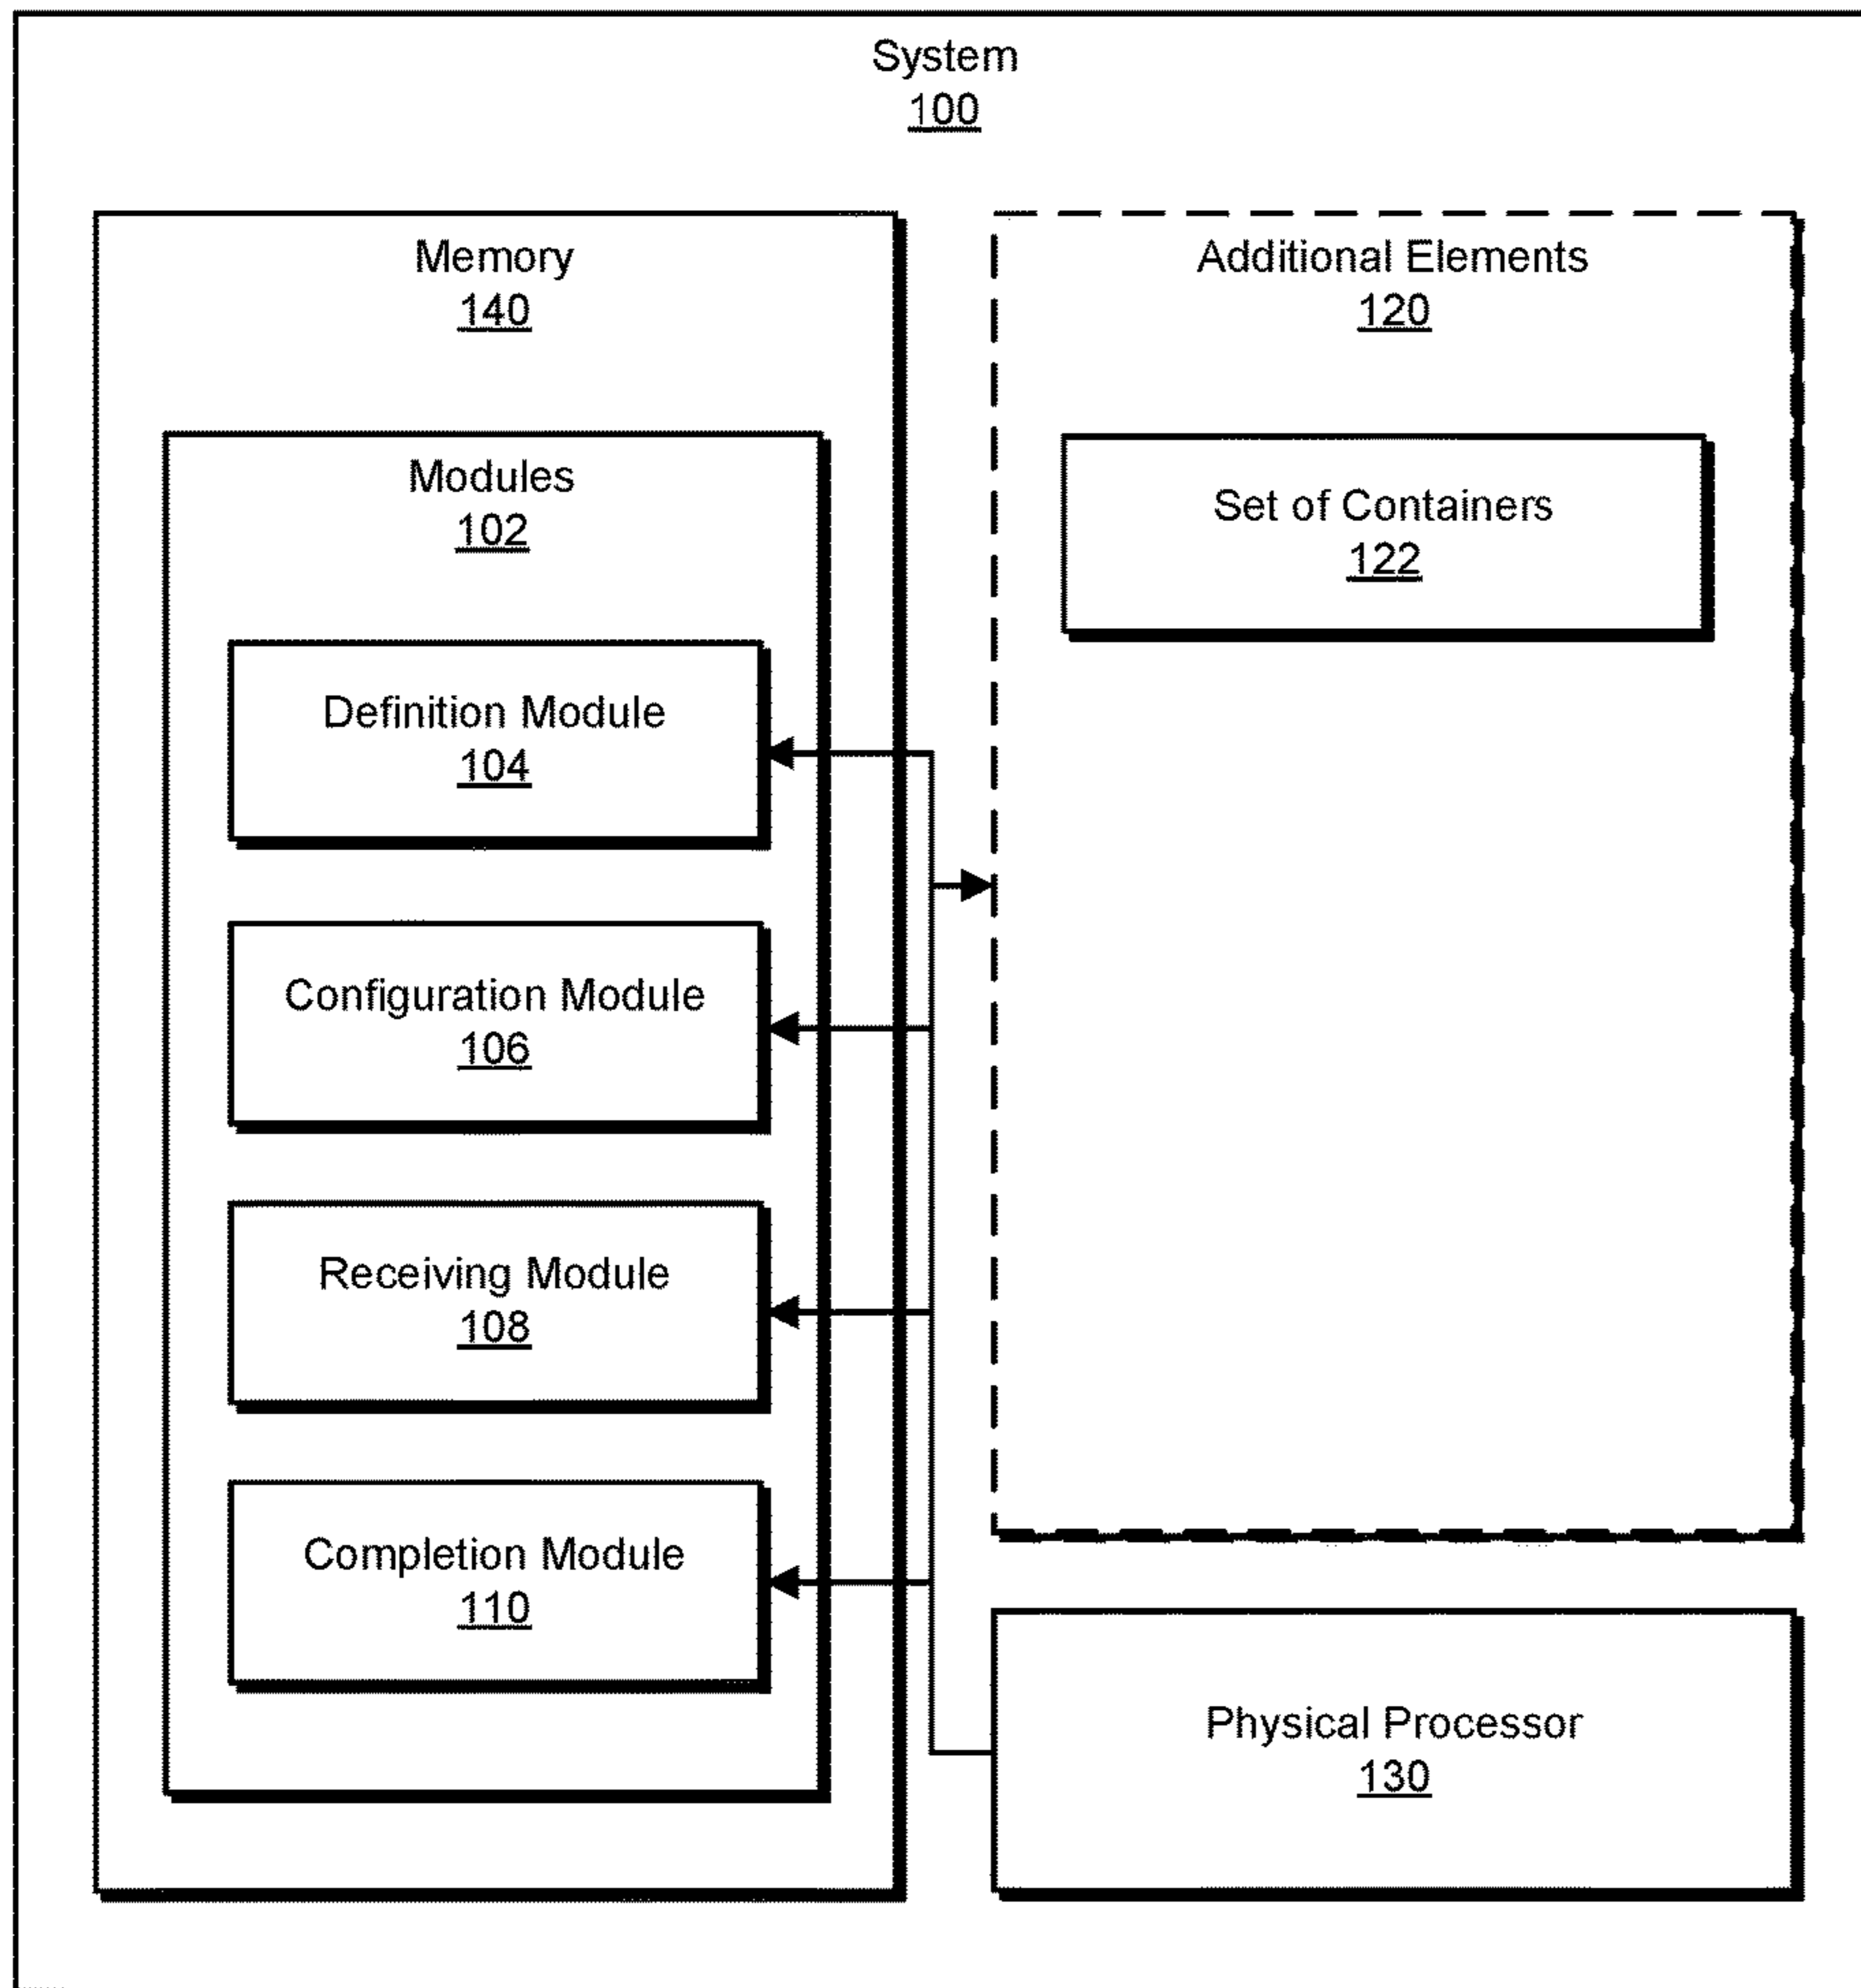 System
100
Memory
140
Modules
102
Definition Module
104
Configuration Module
106
Receiving Module
108
Completion Module
110
Additional Elements
120
Set of Containers
122
Physical Processor
130